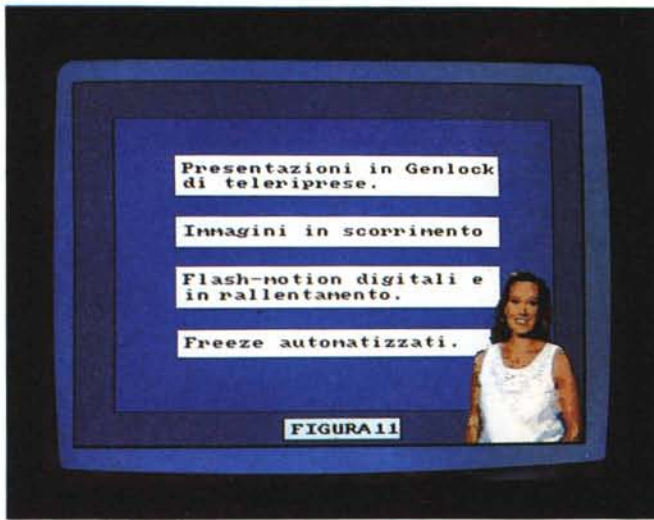 Presentazioni in Genlock
di teleriprese.
Immagini in scorrimento
Flash-motion digitali e
in rallentamento.
Freeze automatizzati.
FIGURA 11